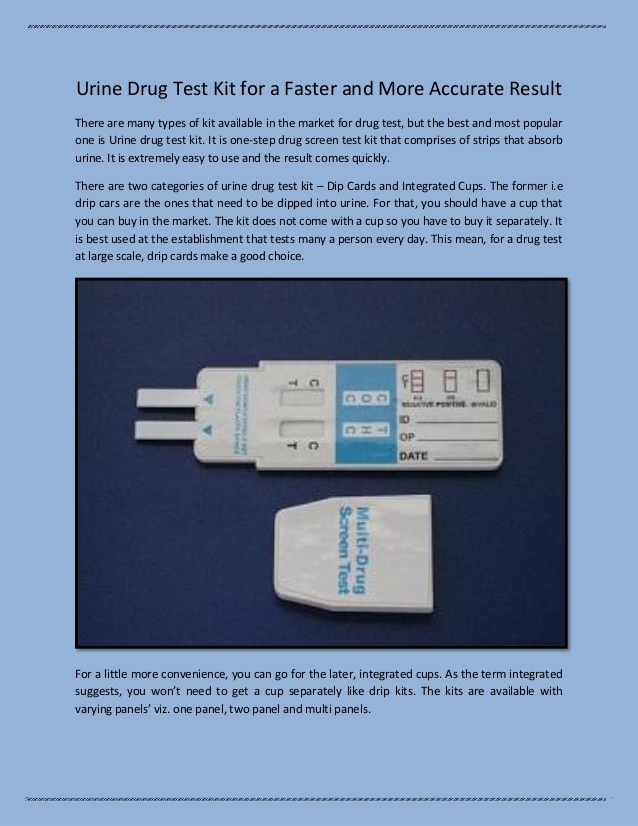 Urine Drug Test Kit for a Faster and More Accurate Result
There are many types of kit available in the market for drug test, but the best and most popular
one is Urine drug test kit. It is one-step drug screen test kit that comprises of strips that absorb
urine. It is extremely easy to use and the result comes quickly.
There are two categories of urine drug test kit – Dip Cards and Integrated Cups. The former i.e
drip cars are the ones that need to be dipped into urine. For that, you should have a cup that
you can buy in the market. The kit does not come with a cup so you have to buy it separately. It
is best used at the establishment that tests many a person every day. This mean, for a drug test
at large scale, drip cards make a good choice.
C
T
C
T
COC
THC
C
T
NEGATIVE POSITIVE INVALID
ID
OP
DATE
Multi-Drug
Screen Test
For a little more convenience, you can go for the later, integrated cups. As the term integrated
suggests, you won’t need to get a cup separately like drip kits. The kits are available with
varying panels’ viz. one panel, two panel and multi panels.